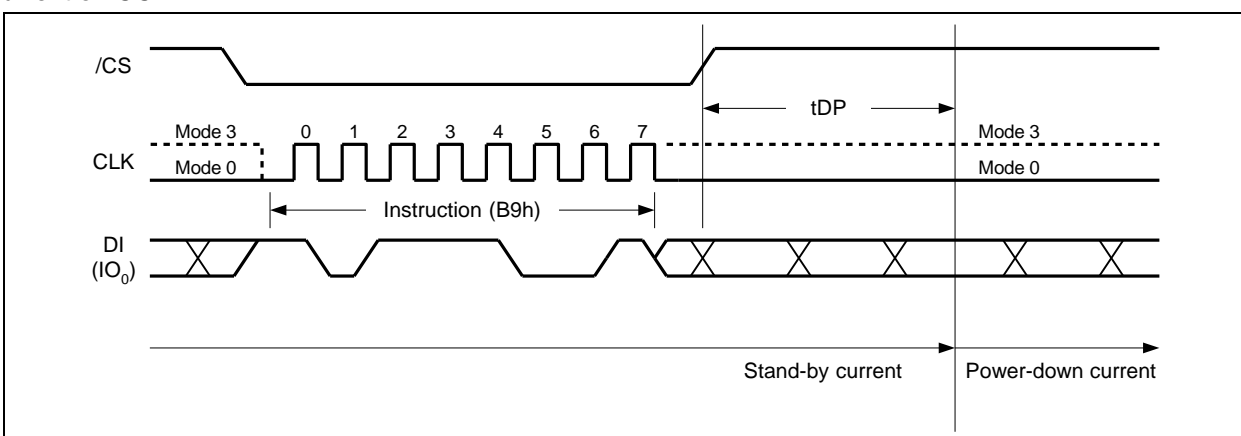 /CS
tDP
Mode 3
0 1 2 3 4 5 6 7
Mode 3
CLK
Mode 0
Mode 0
Instruction (B9h)
DI
(IO0)
Stand-by current
Power-down current